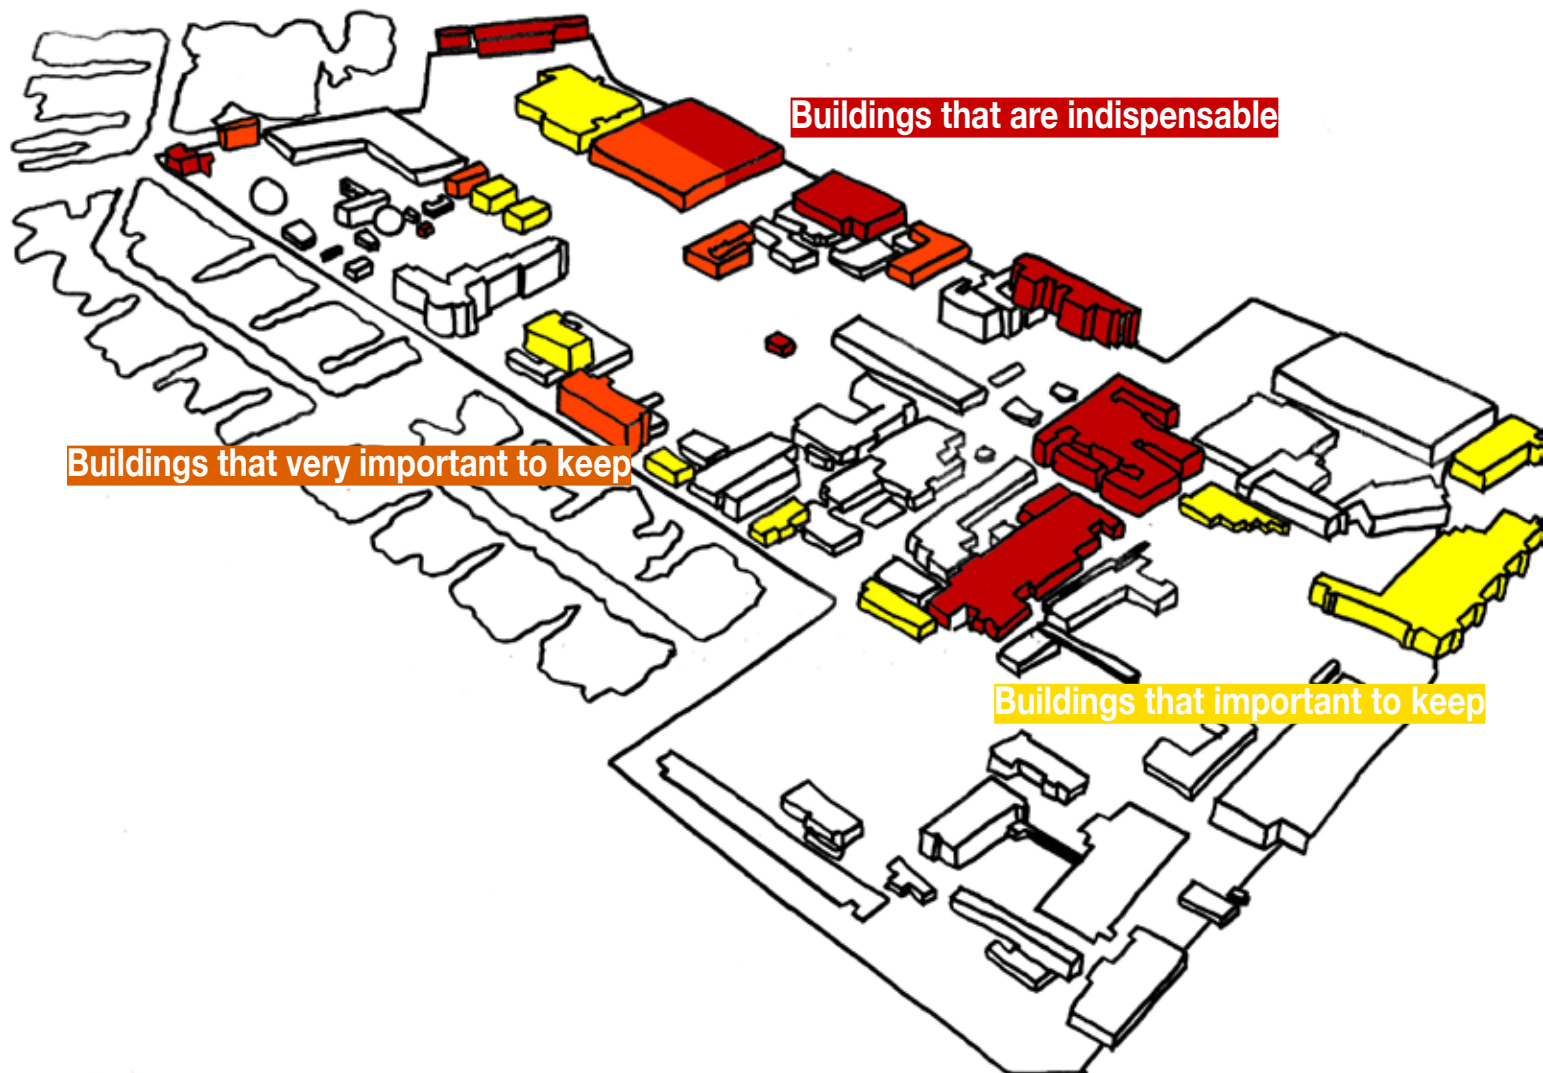 Buildings that are indispensable
Buildings that very important to keep
Buildings that important to keep